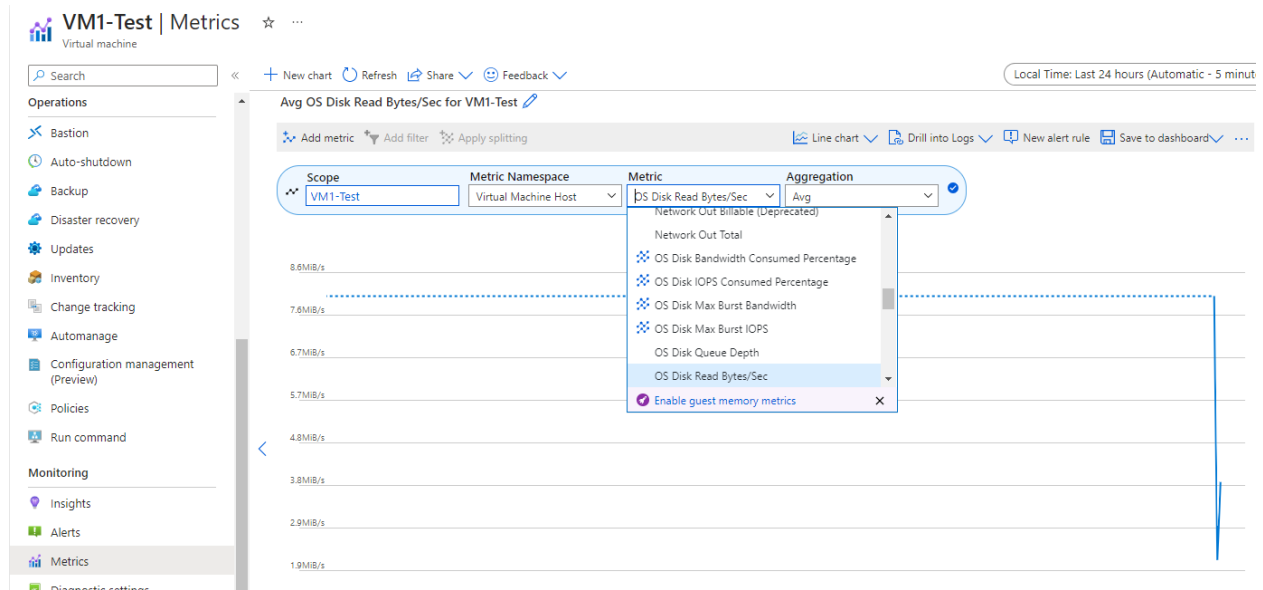 VM1-Test | Metrics
Virtual machine
Search
New chart Refresh Share Feedback
Local Time: Last 24 hours (Automatic - 5 minut
Operations
Bastion
Auto-shutdown
Backup
Disaster recovery
Updates
Inventory
Change tracking
Automanage
Configuration management
(Preview)
Policies
Run command
Monitoring
Insights
Alerts
Metrics
Diagnostic settings
Avg OS Disk Read Bytes/Sec for VM1-Test
Add metric Add filter Apply splitting
Line chart Drill into Logs New alert rule Save to dashboard
Scope Metric Namespace Metric Aggregation
VM1-Test Virtual Machine Host OS Disk Read Bytes/Sec Avg
Network Out Billable (Deprecated)
Network Out Total
OS Disk Bandwidth Consumed Percentage
OS Disk IOPS Consumed Percentage
OS Disk Max Burst Bandwidth
OS Disk Max Burst IOPS
OS Disk Queue Depth
OS Disk Read Bytes/Sec
Enable guest memory metrics
8.6MiB/s
7.6MiB/s
6.7MiB/s
5.7MiB/s
4.8MiB/s
3.8MiB/s
2.9MiB/s
1.9MiB/s